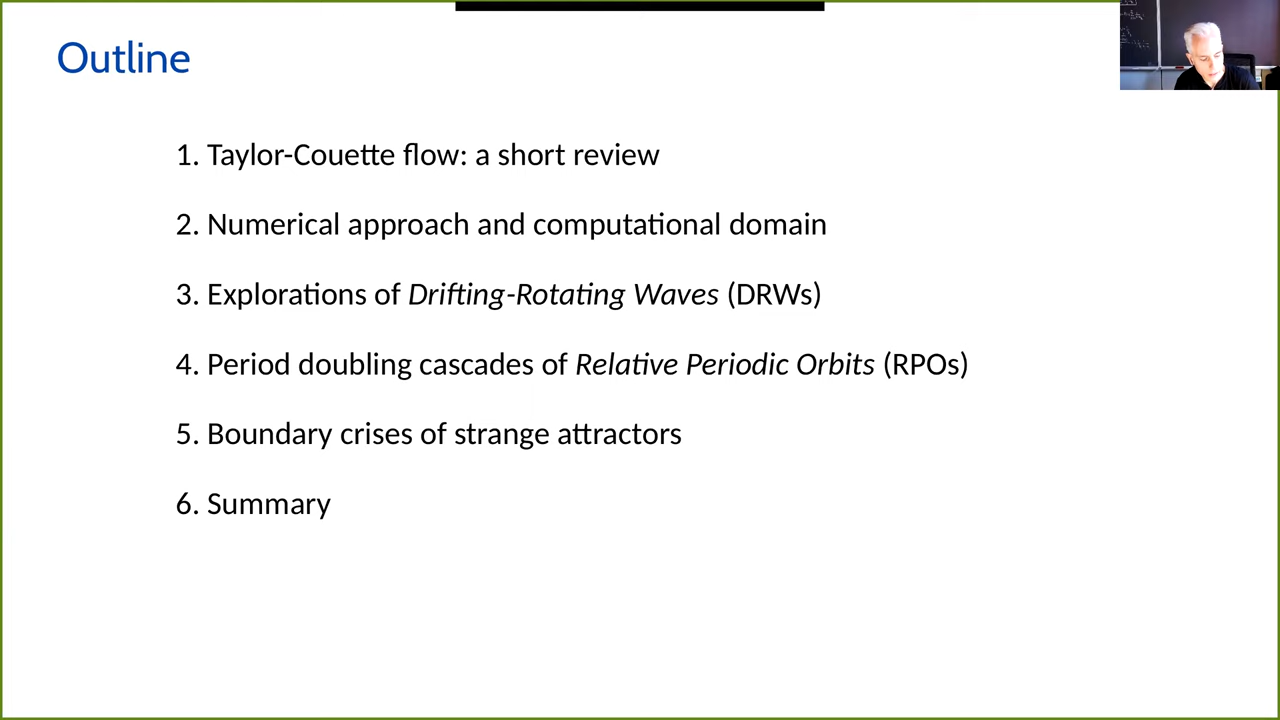 Outline
1. Taylor-Couette flow: a short review
2. Numerical approach and computational domain
3. Explorations of Drifting-Rotating Waves (DRWs)
4. Period doubling cascades of Relative Periodic Orbits (RPOs)
5. Boundary crises of strange attractors
6. Summary